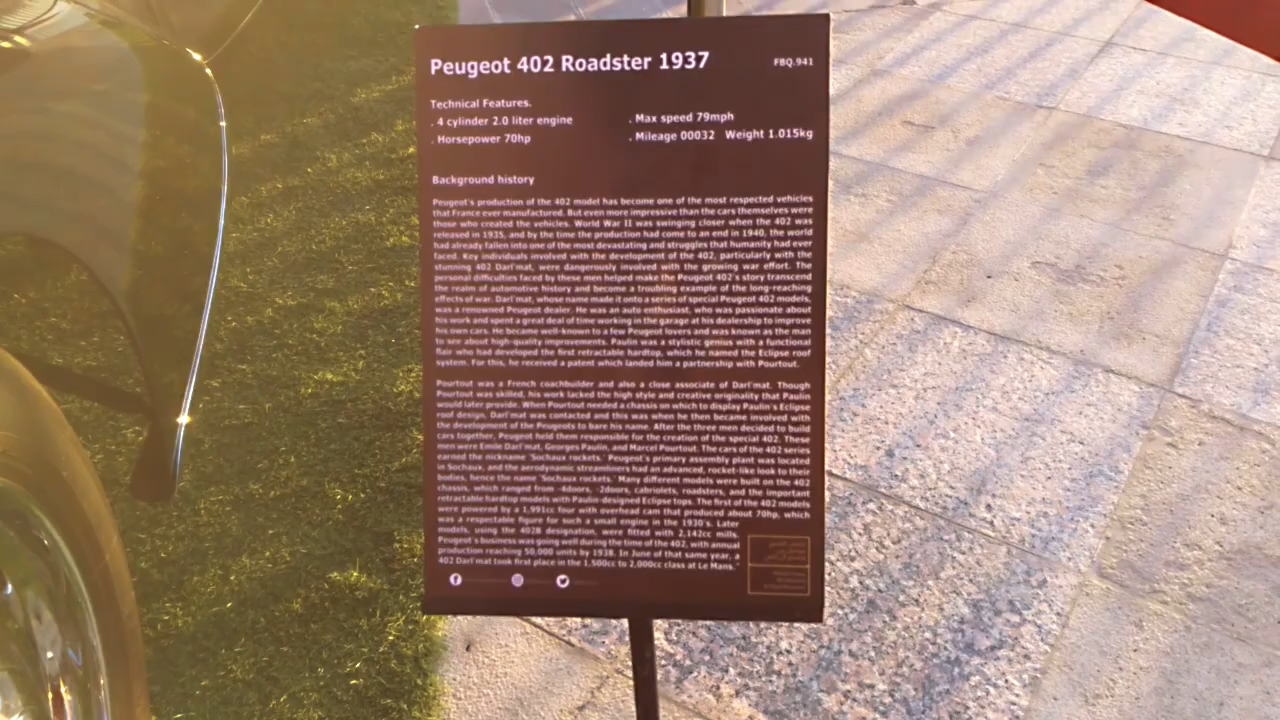 Peugeot 402 Roadster 1937
FBQ.941
Technical Features.
. 4 cylinder 2.0 liter engine
. Max speed 79mph
. Horsepower 70hp
. Mileage 00032 Weight 1.015kg
Background history
Peugeot's production of the 402 model has become one of the most respected vehicles
that France ever manufactured. But even more impressive than the cars themselves were
those who created the vehicles. World War II was swinging closer when the 402 was
released in 1935, and by the time the production had come to an end in 1940, the world
had already fallen into one of the most devastating and struggles that humanity had ever
faced. Key individuals involved with the development of the 402, particularly with the
stunning 402 Darl'mat, were dangerously involved with the growing war effort. The
personal difficulties faced by these men helped make the Peugeot 402's story transcend
the realm of automotive history and become a troubling example of the long-reaching
effects of war. Darl'mat, whose name made it onto a series of special Peugeot 402 models,
was a renowned Peugeot dealer. He was an auto enthusiast, who was passionate about
his work and spent a great deal of time working in the garage at his dealership to improve
his own cars. He became well-known to a few Peugeot lovers and was known as the man
to see about high-quality improvements. Paulin was a stylistic genius with a functional
flair who had developed the first retractable hardtop, which he named the Eclipse roof
system. For this, he received a patent which landed him a partnership with Pourtout.
Pourtout was a French coachbuilder and also a close associate of Darl'mat. Though
Pourtout was skilled, his work lacked the high style and creative originality that Paulin
would later provide. When Pourtout needed a chassis on which to display Paulin's Eclipse
roof design, Darl'mat was contacted and this was when he then became involved with
the development of the Peugeots to bare his name. After the three men decided to build
cars together, Peugeot held them responsible for the creation of the special 402. These
men were Emile Darl'mat, Georges Paulin, and Marcel Pourtout. The cars of the 402 series
earned the nickname 'Sochaux rockets.' Peugeot's primary assembly plant was located
in Sochaux, and the aerodynamic streamliners had an advanced, rocket-like look to their
bodies, hence the name 'Sochaux rockets.' Many different models were built on the 402
chassis, which ranged from -4doors, -2doors, cabriolets, roadsters, and the important
retractable hardtop models with Paulin-designed Eclipse tops. The first of the 402 models
were powered by a 1,991cc four with overhead cam that produced about 70hp, which
was a respectable figure for such a small engine in the 1930's. Later
models, using the 402B designation, were fitted with 2,142cc mills.
Peugeot's business was going well during the time of the 402, with annual
production reaching 50,000 units by 1938. In June of that same year, a
402 Darl'mat took first place in the 1,500cc to 2,000cc class at Le Mans."